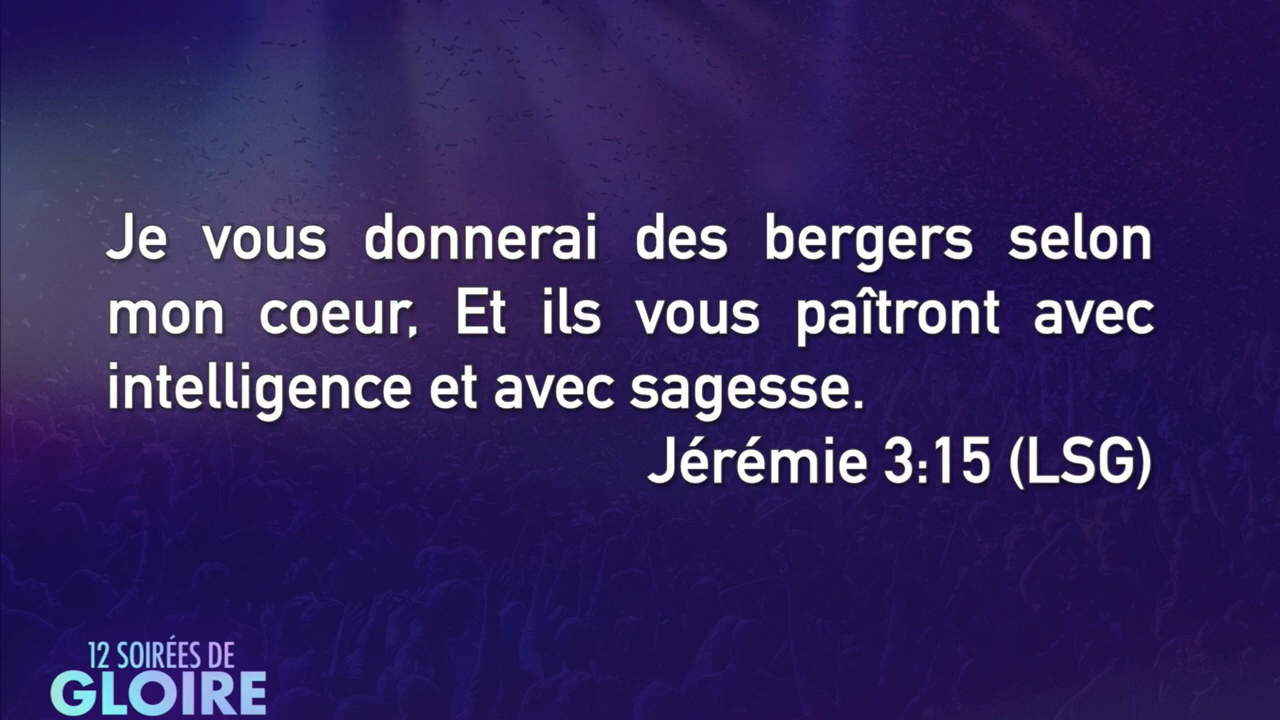 Je vous donnerai des bergers selon
mon coeur, Et ils vous paîtront avec
intelligence et avec sagesse.
Jérémie 3:15 (LSG)
12 SOIRÉES DE
GLOIRE